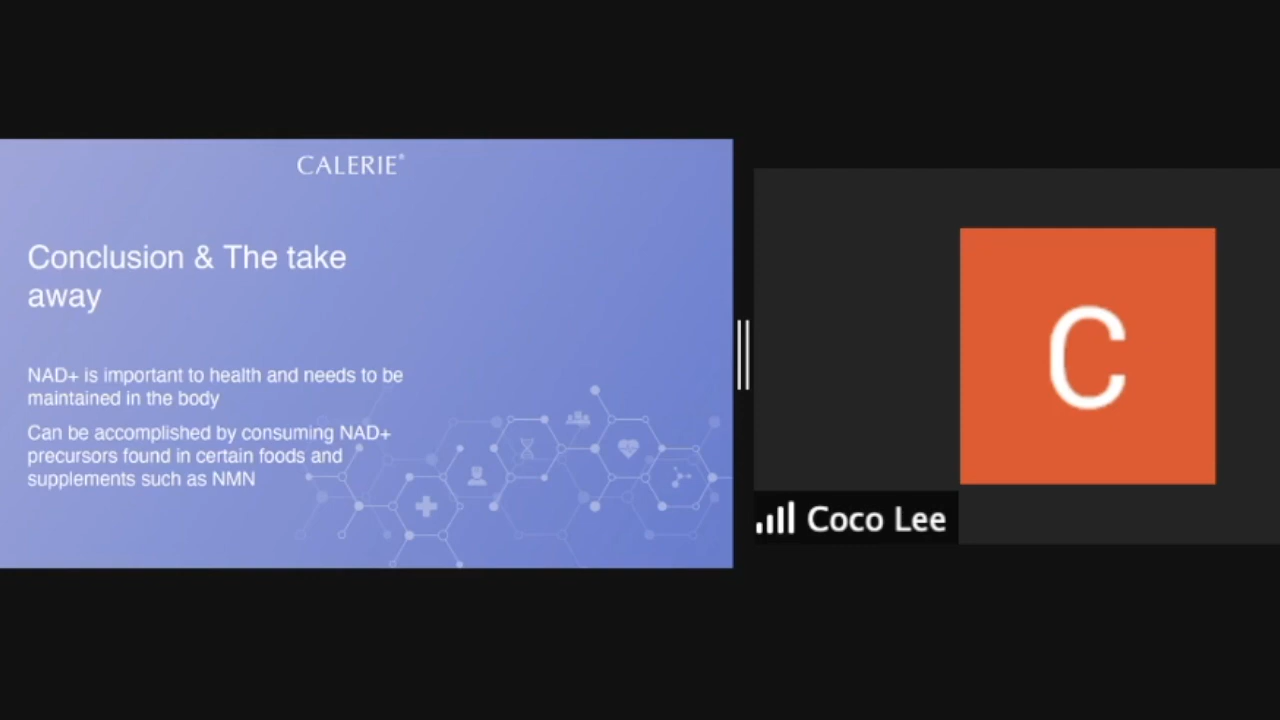 CALERIE®
Conclusion & The take
away
NAD+ is important to health and needs to be
maintained in the body
Can be accomplished by consuming NAD+
precursors found in certain foods and
supplements such as NMN
C
Coco Lee